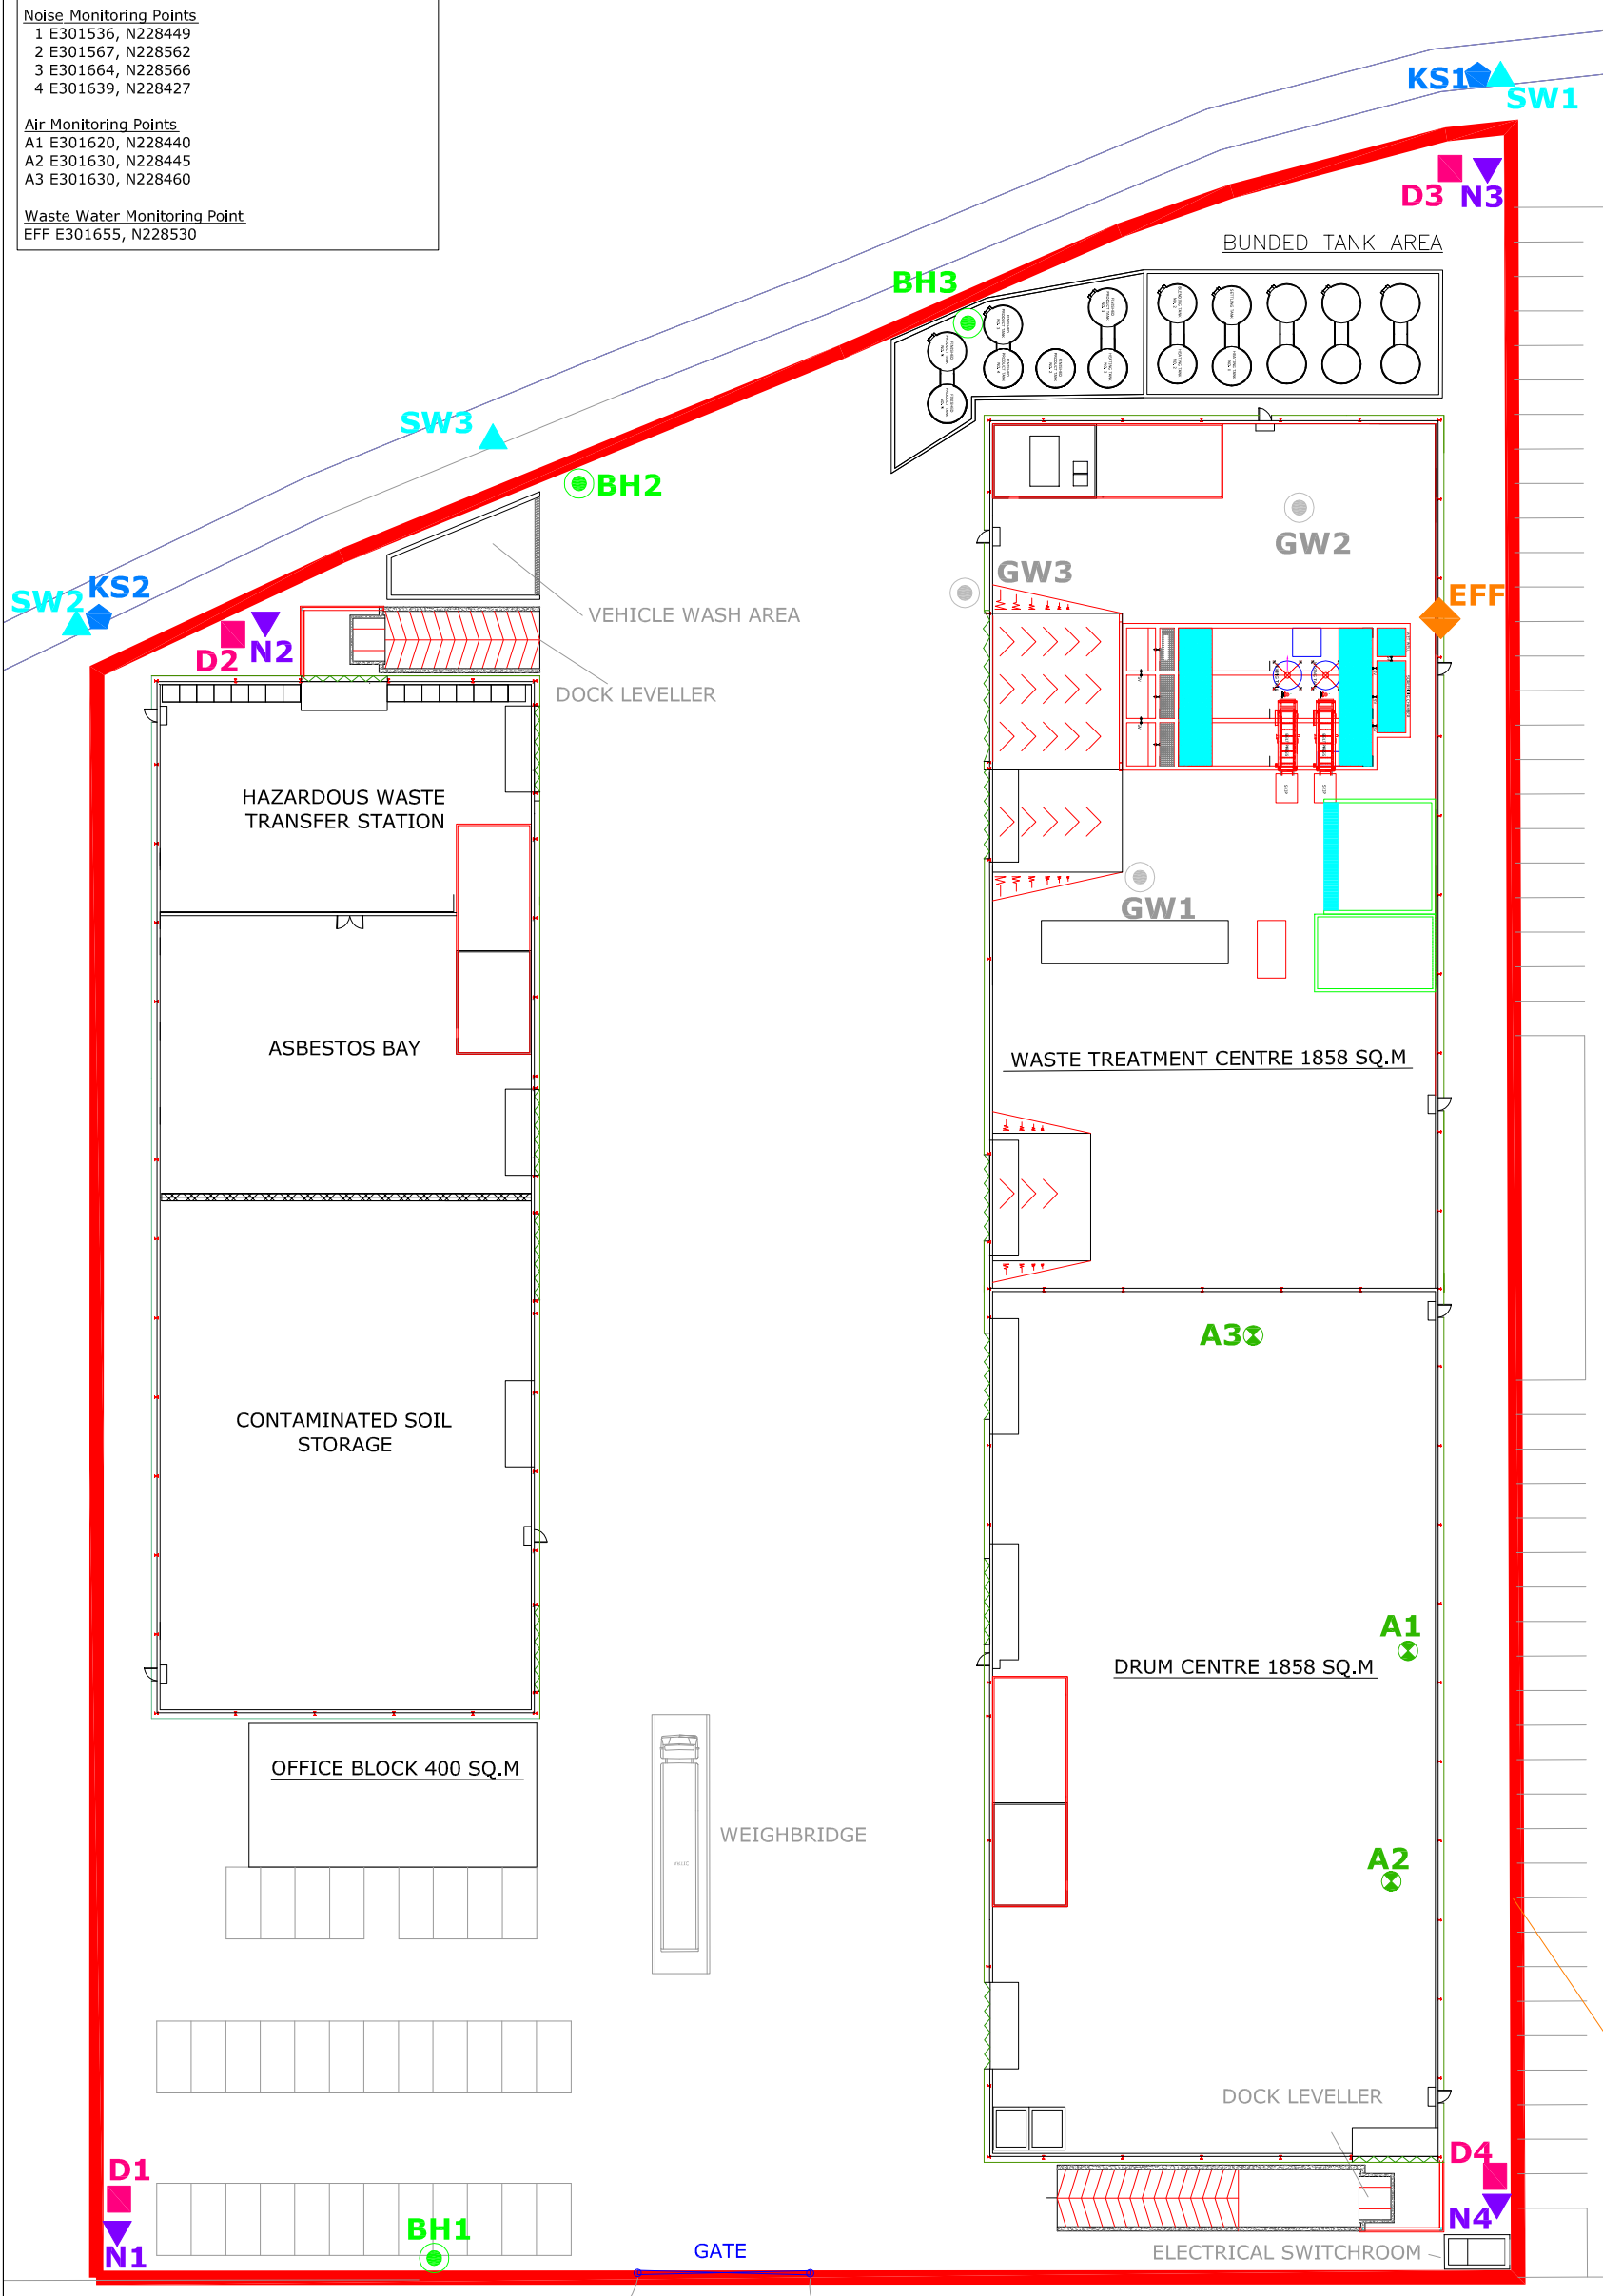 Noise Monitoring Points
1 E301536, N228449
2 E301567, N228562
3 E301664, N228566
4 E301639, N228427
Air Monitoring Points
A1 E301620, N228440
A2 E301630, N228445
A3 E301630, N228460
Waste Water Monitoring Point
EFF E301655, N228530
KS1
SW1
D3 N3
BUNDED TANK AREA
BH3
SW3
BH2
GW2
GW3
KS2
SW2
EFF
VEHICLE WASH AREA
N2
D2
DOCK LEVELLER
HAZARDOUS WASTE
TRANSFER STATION
GW1
ASBESTOS BAY
WASTE TREATMENT CENTRE 1858 SQ.M
A3
CONTAMINATED SOIL
STORAGE
A1
DRUM CENTRE 1858 SQ.M
OFFICE BLOCK 400 SQ.M
WEIGHBRIDGE
A2
DOCK LEVELLER
D1
D4
N4
BH1
N1
GATE
ELECTRICAL SWITCHROOM